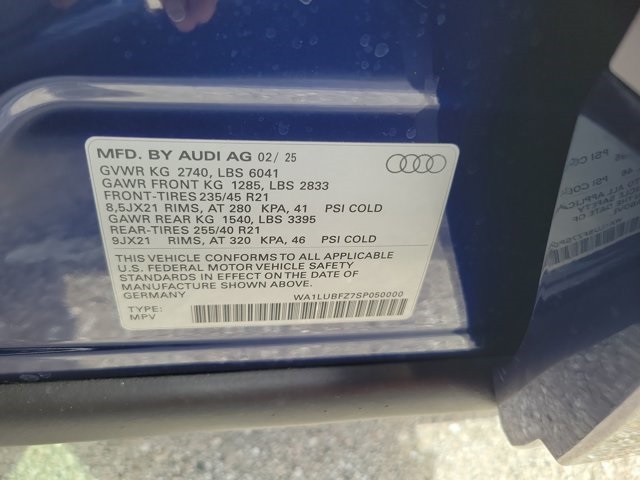 MFD. BY AUDI AG 02/ 25
GVWR KG 2740, LBS 6041
GAWR FRONT KG 1285, LBS 2833
FRONT-TIRES 235/45 R21
8,5JX21 RIMS, AT 280 KPA, 41 PSI COLD
GAWR REAR KG 1540, LBS 3395
REAR-TIRES 255/40 R21
9JX21 RIMS, AT 320 KPA, 46 PSI COLD
THIS VEHICLE CONFORMS TO ALL APPLICABLE
U.S. FEDERAL MOTOR VEHICLE SAFETY
STANDARDS IN EFFECT ON THE DATE OF
MANUFACTURE SHOWN ABOVE.
GERMANY
WA1LUBFZ7SP050000
TYPE:
MPV